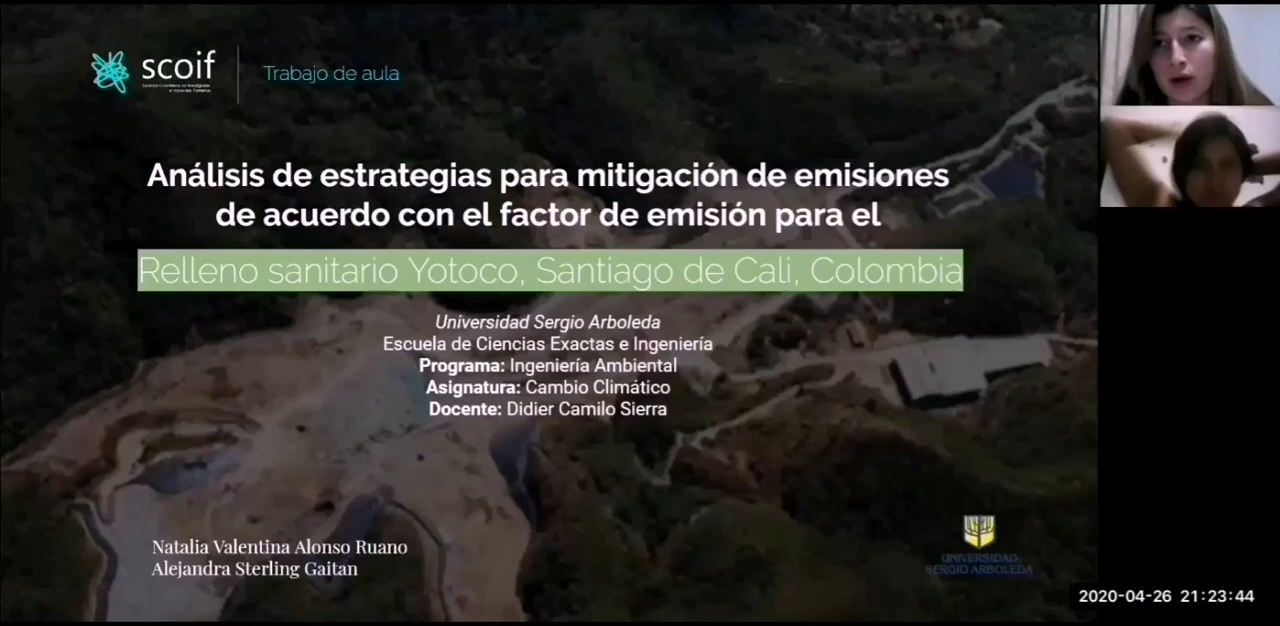 scoif
Trabajo de aula
Análisis de estrategias para mitigación de emisiones
de acuerdo con el factor de emisión para el
Relleno sanitario Yotoco, Santiago de Cali, Colombia
Universidad Sergio Arboleda
Escuela de Ciencias Exactas e Ingeniería
Programa: Ingeniería Ambiental
Asignatura: Cambio Climático
Docente: Didier Camilo Sierra
Natalia Valentina Alonso Ruano
Alejandra Sterling Gaitan
UNIVERSIDAD
SERGIO ARBOLEDA
2020-04-26 21:23:44